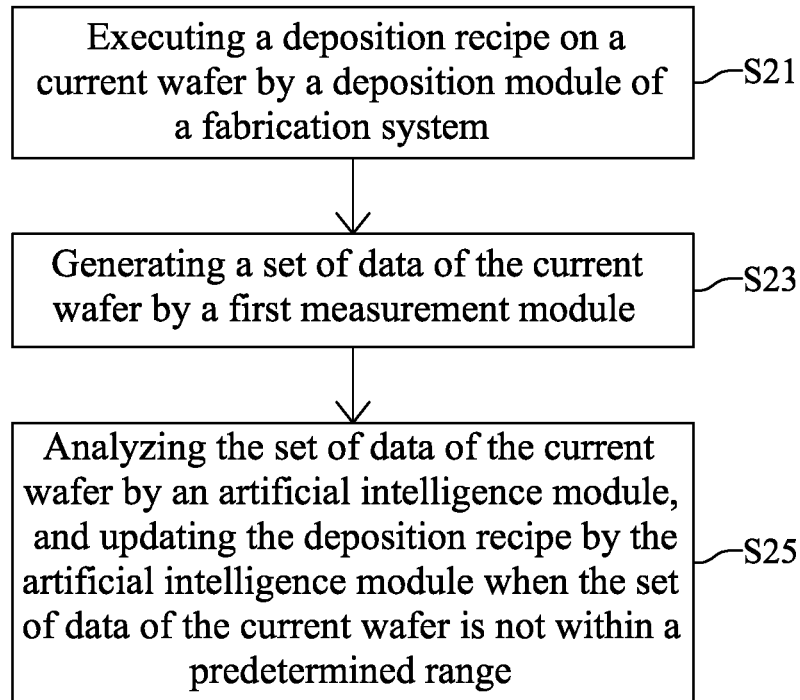 Executing a deposition recipe on a
current wafer by a deposition module of
a fabrication system
S21
Generating a set of data of the current
wafer by a first measurement module
S23
Analyzing the set of data of the current
wafer by an artificial intelligence module,
and updating the deposition recipe by the
artificial intelligence module when the set
of data of the current wafer is not within a
predetermined range
S25